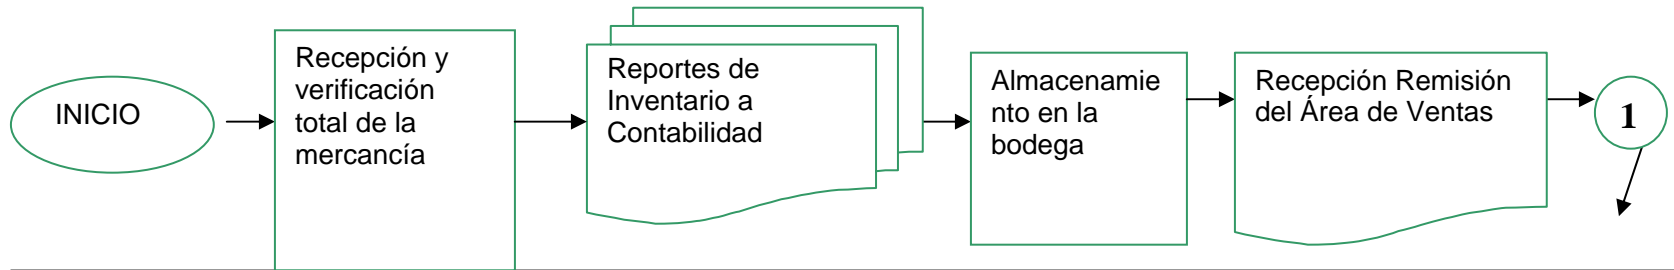 INICIO
Recepción y
verificación
total de la
mercancía
Reportes de
Inventario a
Contabilidad
Almacenamie
nto en la
bodega
Recepción Remisión
del Área de Ventas
1